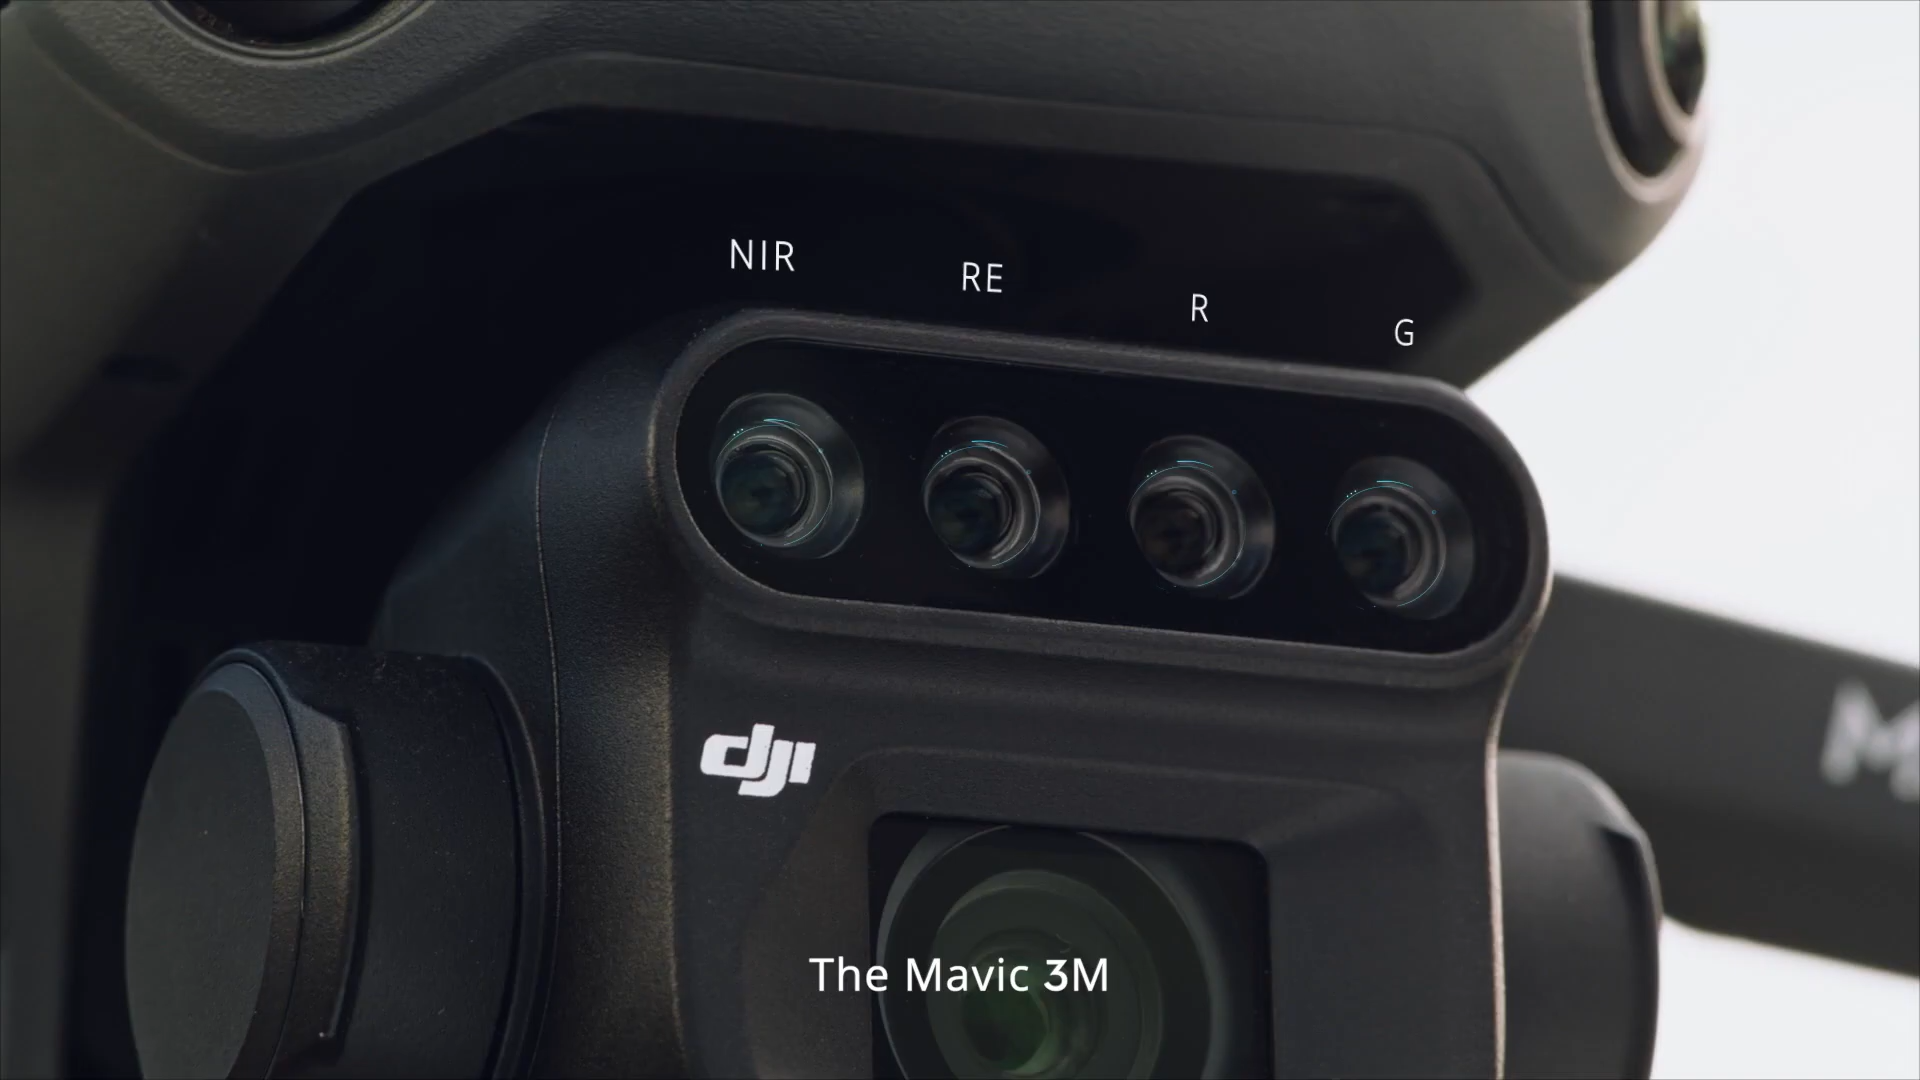 NIR
RE
R
G
dji
The Mavic 3M